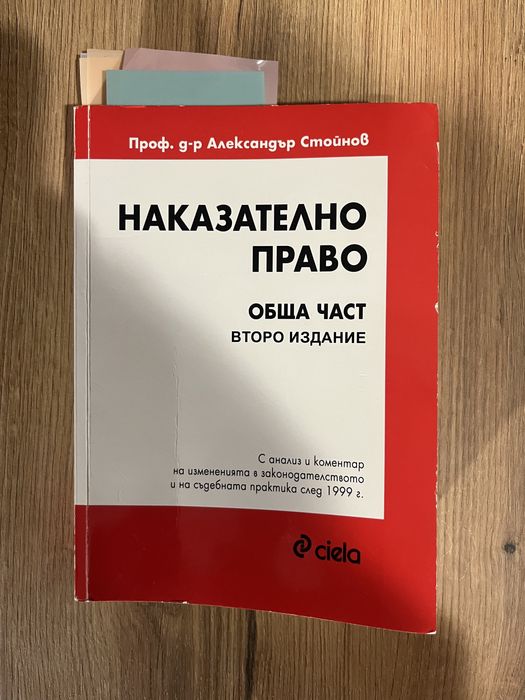 Проф. д-р Александър Стойнов
НАКАЗАТЕЛНО
ПРАВО
ОБЩА ЧАСТ
ВТОРО ИЗДАНИЕ
С анализ и коментар
на измененията в законодателството
и на съдебната практика след 1999 г.
ciela